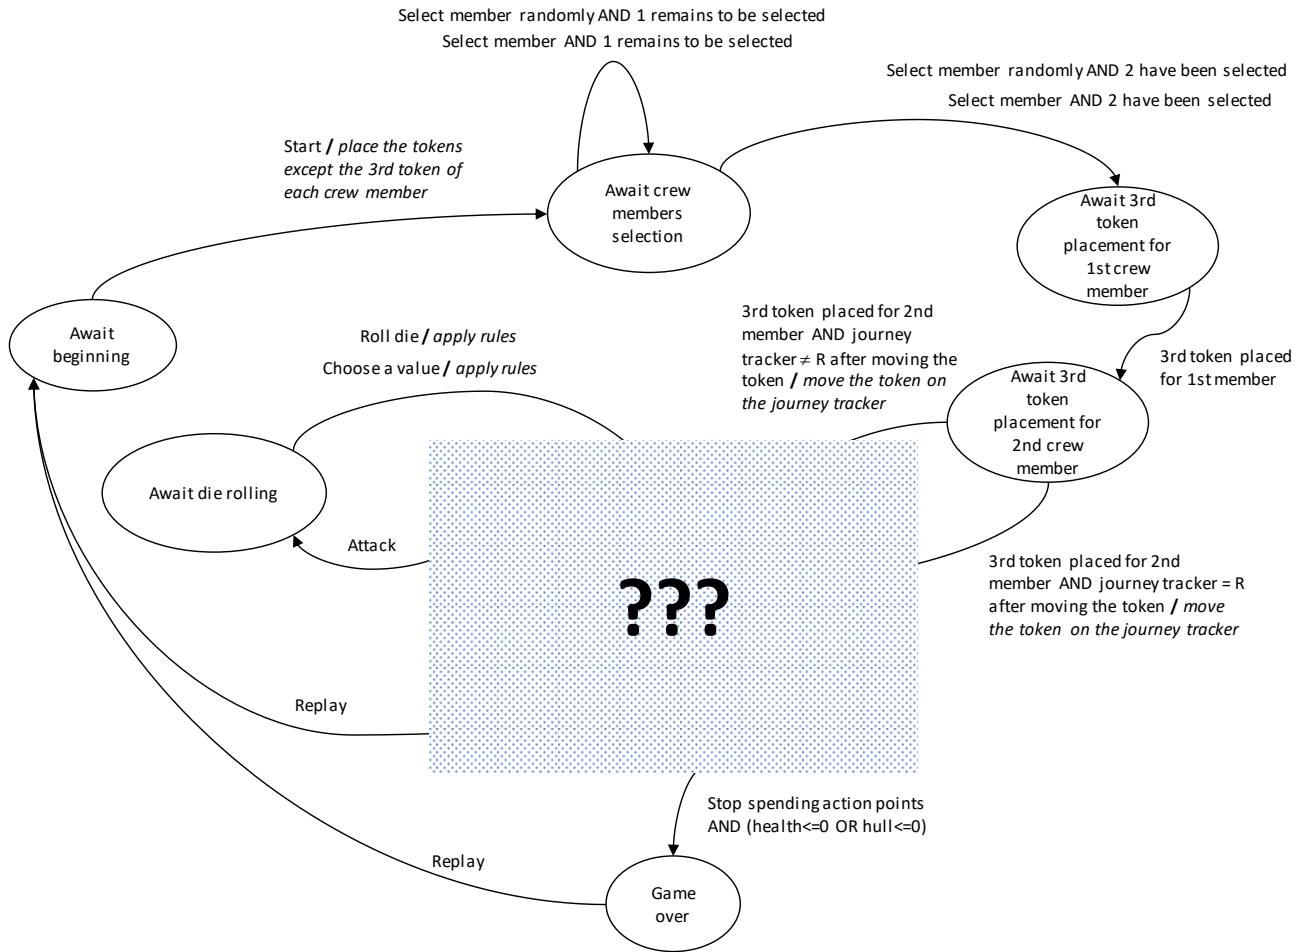 Select member randomly AND 1 remains to be selected
Select member AND 1 remains to be selected
Select member randomly AND 2 have been selected
Select member AND 2 have been selected
Start / place the tokens
except the 3rd token of
each crew member
Await crew
members
selection
Await 3rd
token
placement for
1st crew
member
Await
beginning
Roll die / apply rules
Choose a value / apply rules
3rd token placed for 2nd
member AND journey
tracker ≠ R after moving the
token / move the token on
the journey tracker
3rd token placed
for 1st member
Await 3rd
token
placement for
2nd crew
member
Await die rolling
Attack
???
3rd token placed for 2nd
member AND journey tracker = R
after moving the token / move
the token on the journey tracker
Replay
Stop spending action points
AND (health<=0 OR hull<=0)
Replay
Game
over